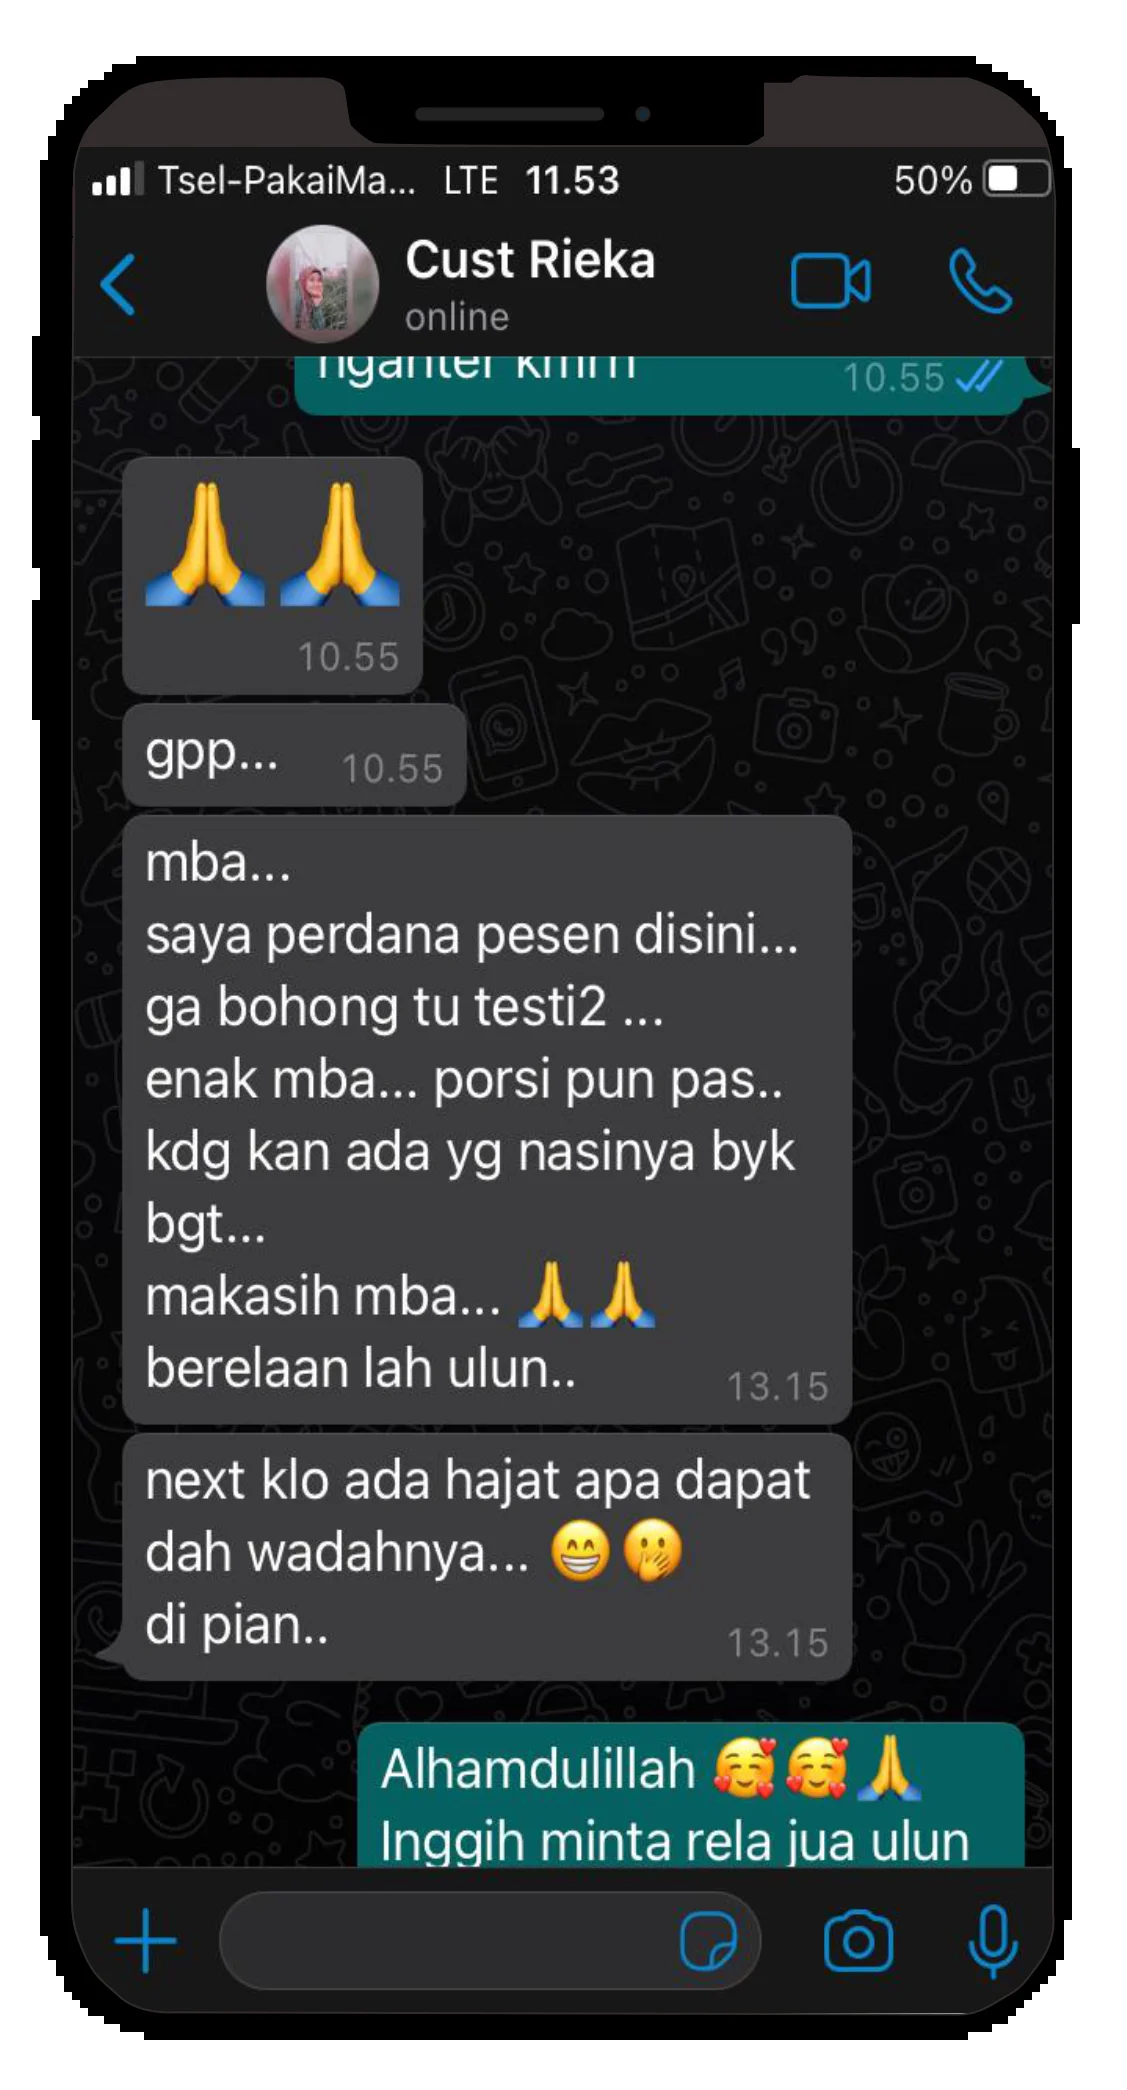 Tsel-PakaiMa... LTE 11.53 50%
Cust Rieka
online
nganter kmrn 10.55
🙏🙏
10.55
gpp... 10.55
mba...
saya perdana pesen disini...
ga bohong tu testi2 ...
enak mba... porsi pun pas..
kdg kan ada yg nasinya byk
bgt...
makasih mba... 🙏🙏
berelaan lah ulun.. 13.15
next klo ada hajat apa dapat
dah wadahnya... 😁🤭
di pian.. 13.15
Alhamdulillah 🥰🥰🙏
Inggih minta rela jua ulun